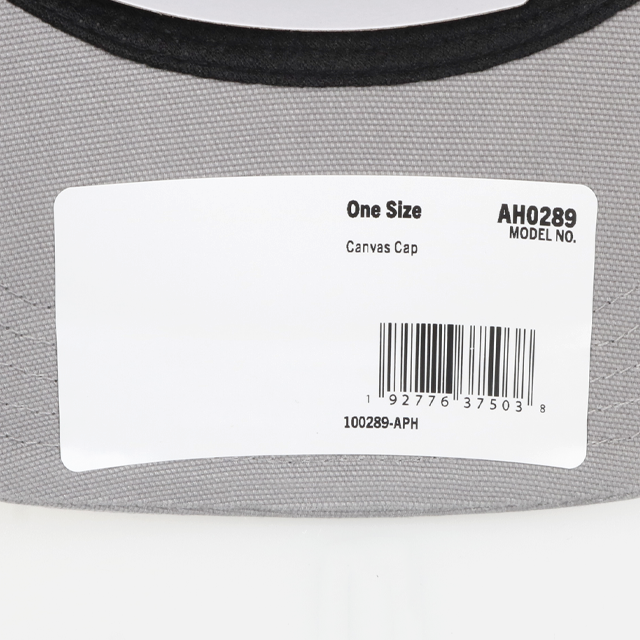 One Size
AH0289
MODEL NO.
Canvas Cap
1 92776 37503 8
100289-APH